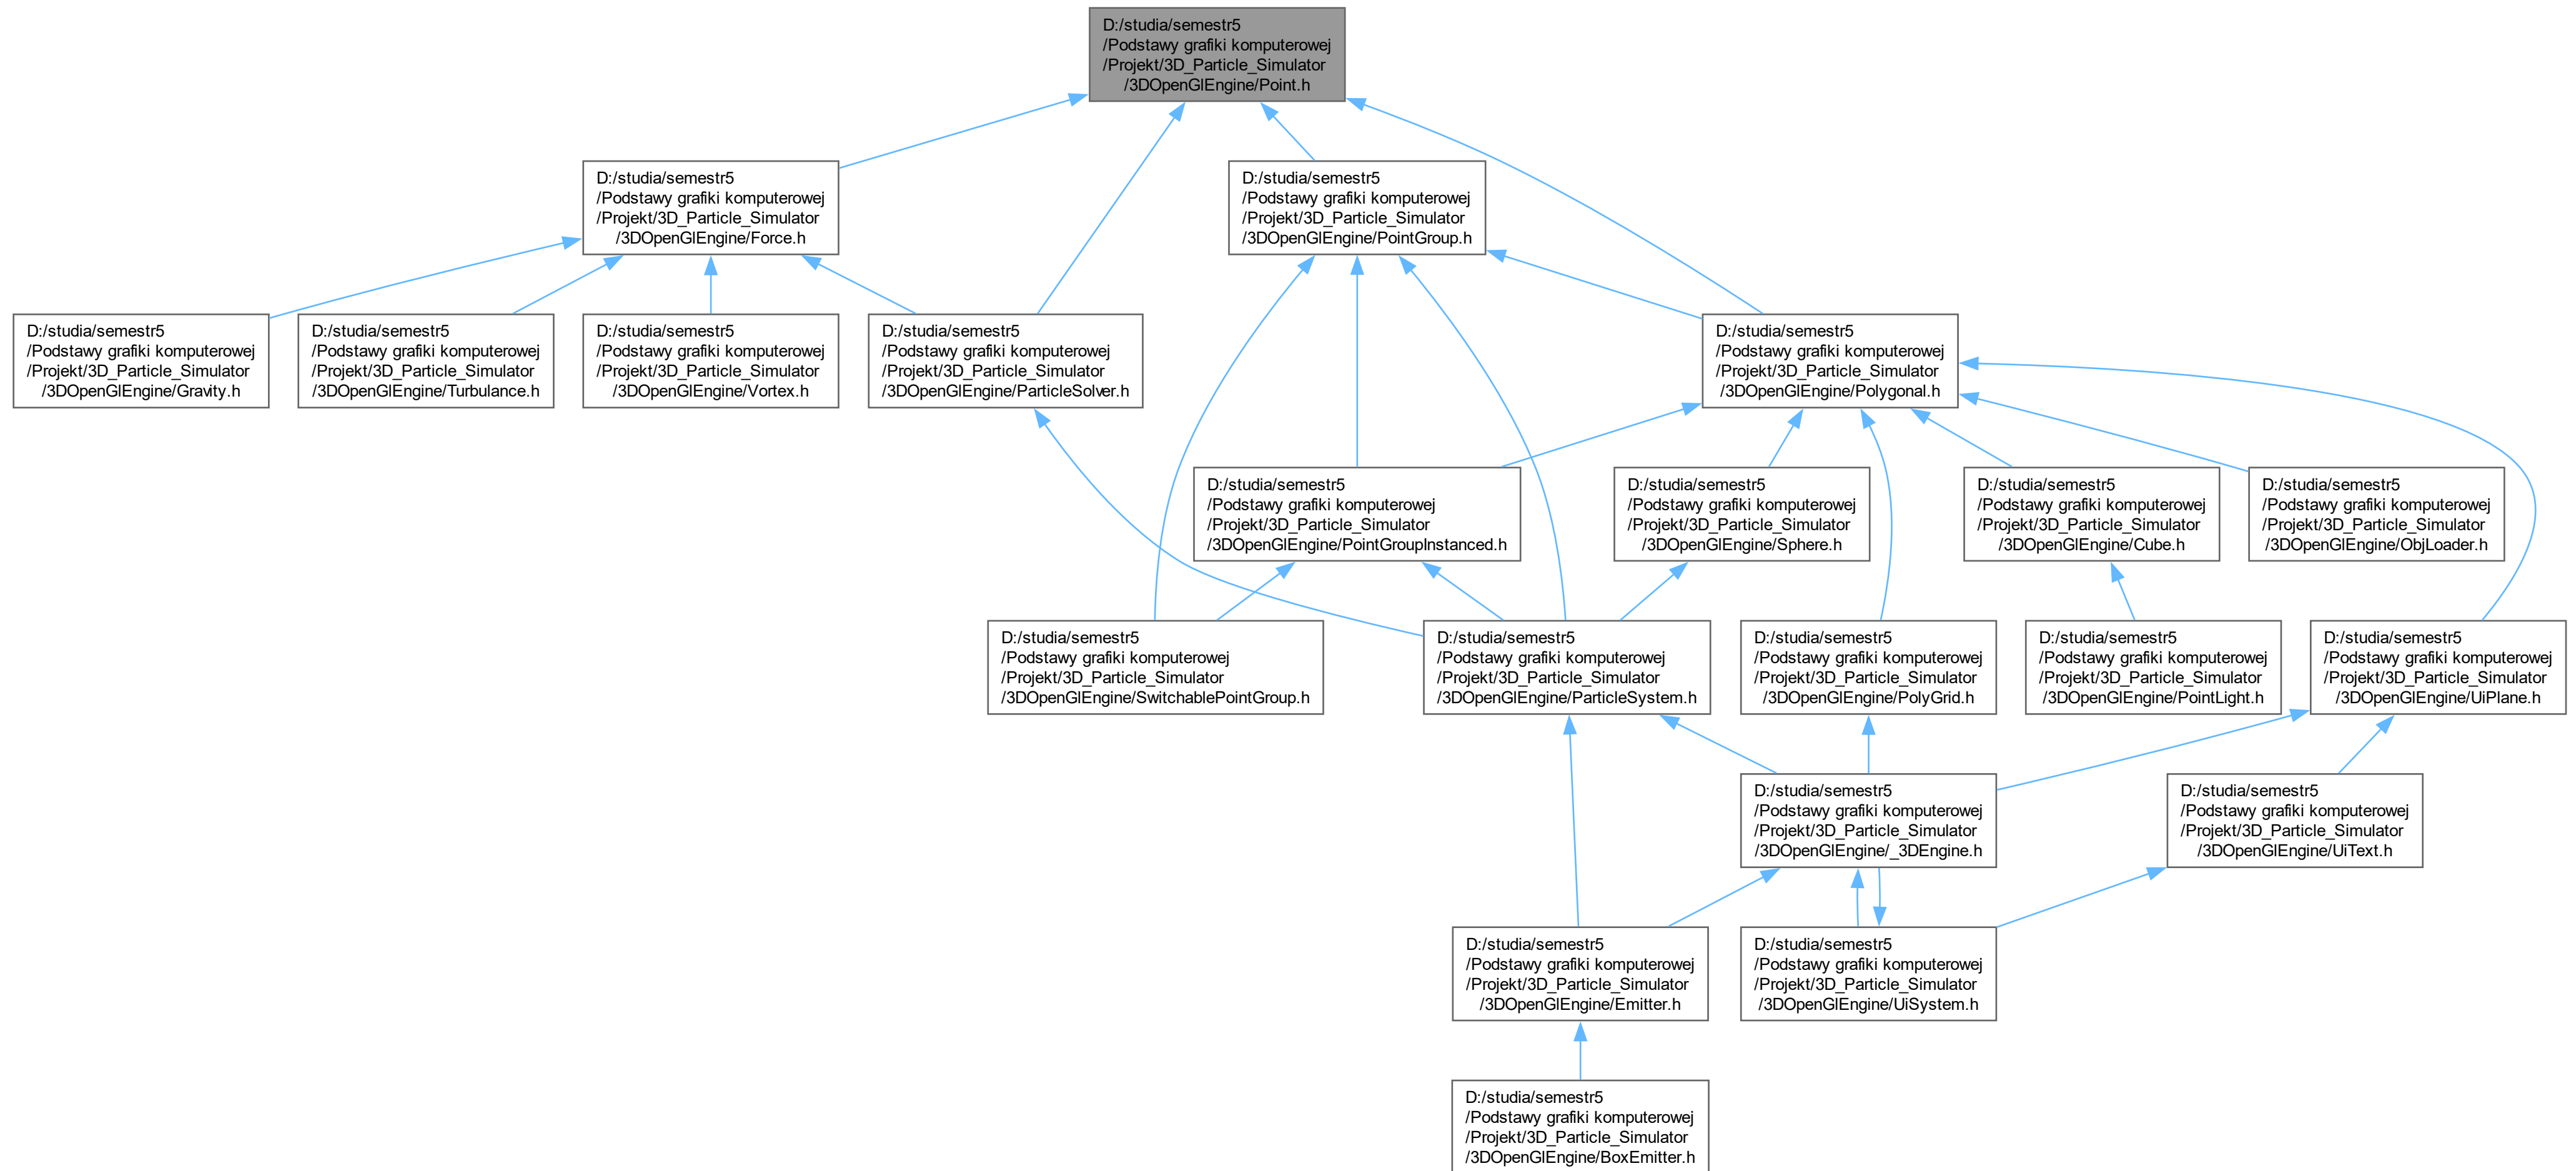 D:/studia/semestr5
/Podstawy grafiki komputerowej
/Projekt/3D_Particle_Simulator
/3DOpenGlEngine/Point.h
D:/studia/semestr5
/Podstawy grafiki komputerowej
/Projekt/3D_Particle_Simulator
/3DOpenGlEngine/Force.h
D:/studia/semestr5
/Podstawy grafiki komputerowej
/Projekt/3D_Particle_Simulator
/3DOpenGlEngine/PointGroup.h
D:/studia/semestr5
/Podstawy grafiki komputerowej
/Projekt/3D_Particle_Simulator
/3DOpenGlEngine/Gravity.h
D:/studia/semestr5
/Podstawy grafiki komputerowej
/Projekt/3D_Particle_Simulator
/3DOpenGlEngine/Turbulance.h
D:/studia/semestr5
/Podstawy grafiki komputerowej
/Projekt/3D_Particle_Simulator
/3DOpenGlEngine/Vortex.h
D:/studia/semestr5
/Podstawy grafiki komputerowej
/Projekt/3D_Particle_Simulator
/3DOpenGlEngine/ParticleSolver.h
D:/studia/semestr5
/Podstawy grafiki komputerowej
/Projekt/3D_Particle_Simulator
/3DOpenGlEngine/Polygonal.h
D:/studia/semestr5
/Podstawy grafiki komputerowej
/Projekt/3D_Particle_Simulator
/3DOpenGlEngine/PointGroupInstanced.h
D:/studia/semestr5
/Podstawy grafiki komputerowej
/Projekt/3D_Particle_Simulator
/3DOpenGlEngine/Sphere.h
D:/studia/semestr5
/Podstawy grafiki komputerowej
/Projekt/3D_Particle_Simulator
/3DOpenGlEngine/Cube.h
D:/studia/semestr5
/Podstawy grafiki komputerowej
/Projekt/3D_Particle_Simulator
/3DOpenGlEngine/ObjLoader.h
D:/studia/semestr5
/Podstawy grafiki komputerowej
/Projekt/3D_Particle_Simulator
/3DOpenGlEngine/SwitchablePointGroup.h
D:/studia/semestr5
/Podstawy grafiki komputerowej
/Projekt/3D_Particle_Simulator
/3DOpenGlEngine/ParticleSystem.h
D:/studia/semestr5
/Podstawy grafiki komputerowej
/Projekt/3D_Particle_Simulator
/3DOpenGlEngine/PolyGrid.h
D:/studia/semestr5
/Podstawy grafiki komputerowej
/Projekt/3D_Particle_Simulator
/3DOpenGlEngine/PointLight.h
D:/studia/semestr5
/Podstawy grafiki komputerowej
/Projekt/3D_Particle_Simulator
/3DOpenGlEngine/UiPlane.h
D:/studia/semestr5
/Podstawy grafiki komputerowej
/Projekt/3D_Particle_Simulator
/3DOpenGlEngine/_3DEngine.h
D:/studia/semestr5
/Podstawy grafiki komputerowej
/Projekt/3D_Particle_Simulator
/3DOpenGlEngine/UiText.h
D:/studia/semestr5
/Podstawy grafiki komputerowej
/Projekt/3D_Particle_Simulator
/3DOpenGlEngine/Emitter.h
D:/studia/semestr5
/Podstawy grafiki komputerowej
/Projekt/3D_Particle_Simulator
/3DOpenGlEngine/UiSystem.h
D:/studia/semestr5
/Podstawy grafiki komputerowej
/Projekt/3D_Particle_Simulator
/3DOpenGlEngine/BoxEmitter.h